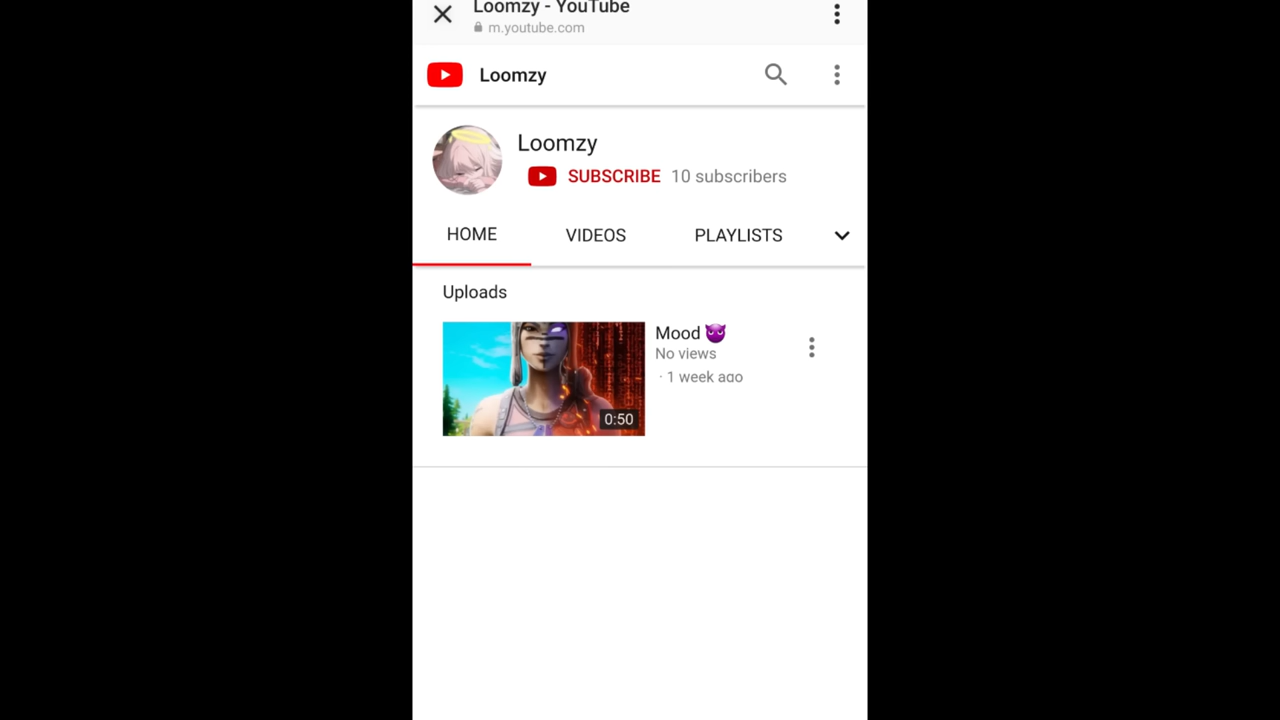 Loomzy - YouTube
m.youtube.com
Loomzy
Loomzy
SUBSCRIBE 10 subscribers
HOME VIDEOS PLAYLISTS
Uploads
Mood 😈
No views
· 1 week ago
0:50